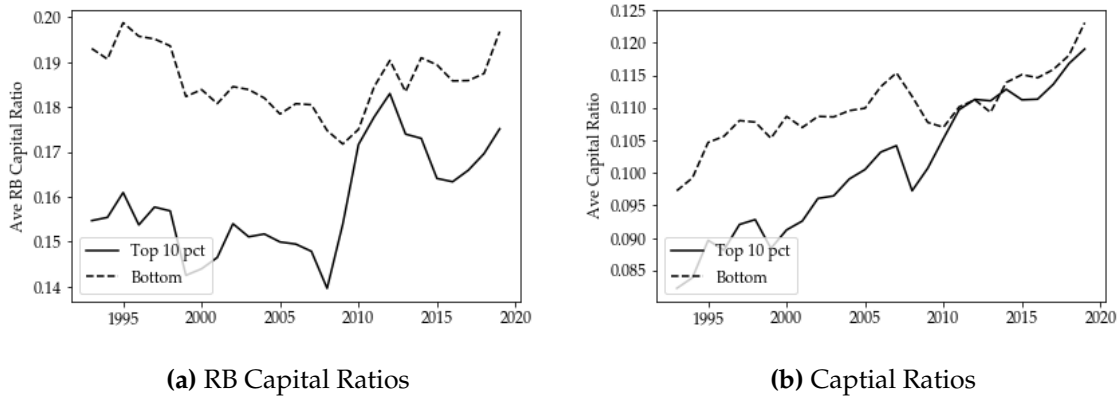 0.20
0.19
0.18
0.17
0.16
0.15
0.14
Ave RB Capital Ratio
Top 10 pct
Bottom
1995 2000 2005 2010 2015 2020
(a) RB Capital Ratios
0.125
0.120
0.115
0.110
0.105
0.100
0.095
0.090
0.085
Ave Capital Ratio
Top 10 pct
Bottom
1995 2000 2005 2010 2015 2020
(b) Captial Ratios